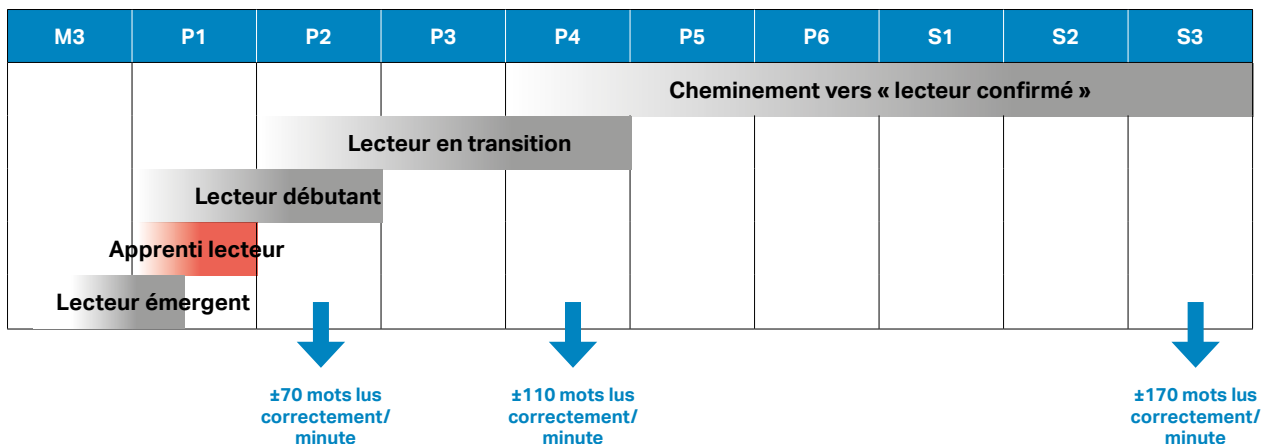 M3 P1 P2 P3 P4 P5 P6 S1 S2 S3
Cheminement vers « lecteur confirmé »
Lecteur en transition
Lecteur débutant
Apprenti lecteur
Lecteur émergent
±70 mots lus
correctement/
minute
±110 mots lus
correctement/
minute
±170 mots lus
correctement/
minute